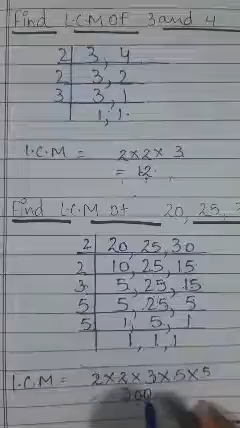 Find L.C.M OF 3 and 4
2 3, 4
2 3, 2
3 3, 1
1, 1.
L.C.M = 2×2× 3
= 12.
Find L.C.M of 20, 25,
2 20, 25, 30
2 10, 25, 15
3 5, 25, 15
5 5, 25, 5
5 1, 5, 1
1, 1, 1
L.C.M = 2×2×3×5×5